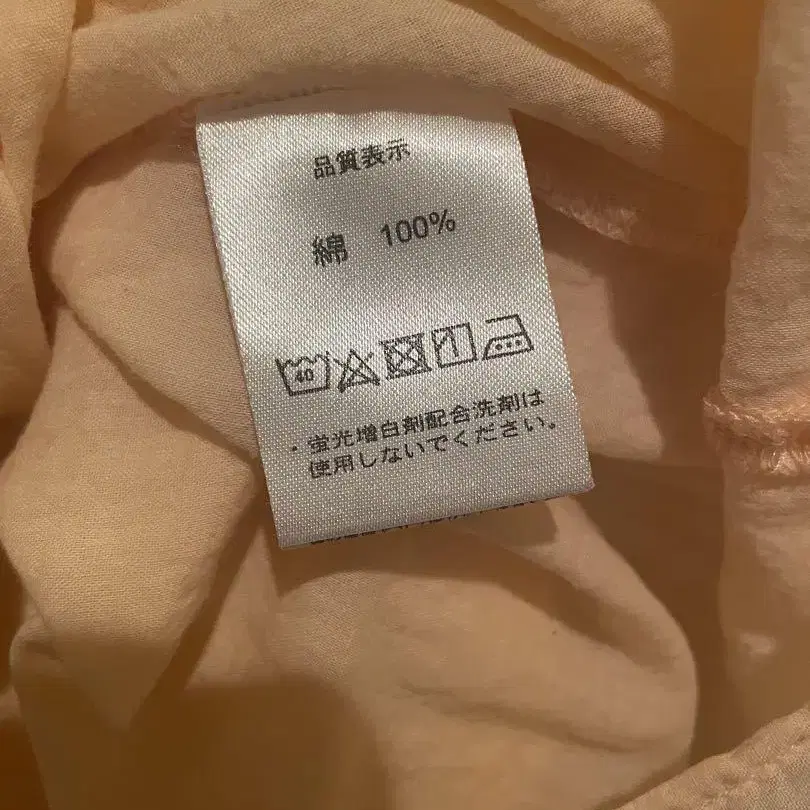 品質表示
綿 100%
40
・蛍光増白剤配合洗剤は
使用しないでください。